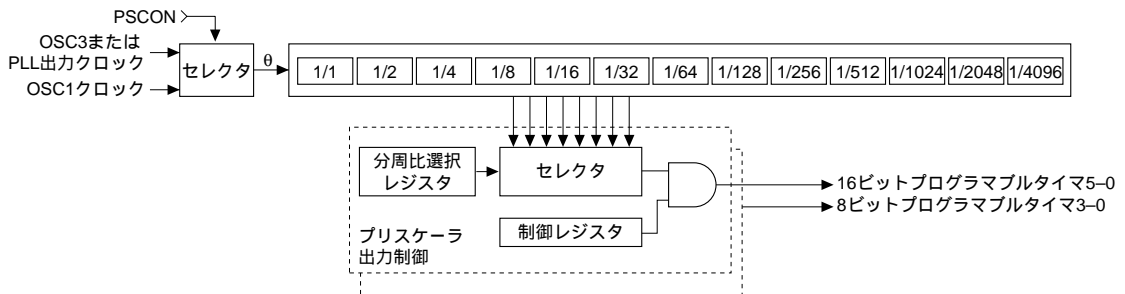 PSCON
OSC3または
PLL出力クロック
OSC1クロック
セレクタ
θ
1/1 1/2 1/4 1/8 1/16 1/32 1/64 1/128 1/256 1/512 1/1024 1/2048 1/4096
分周比選択
レジスタ
セレクタ
制御レジスタ
プリスケーラ
出力制御
16ビットプログラマブルタイマ5–0
8ビットプログラマブルタイマ3–0